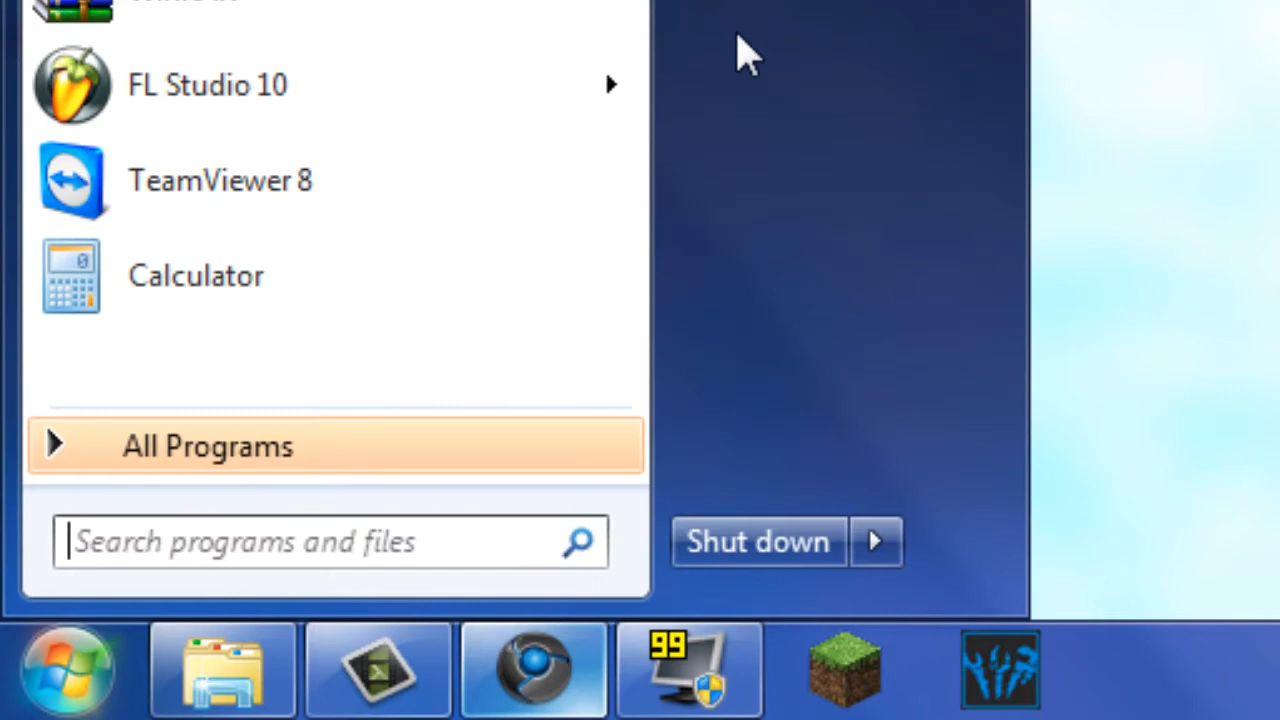 FL Studio 10
TeamViewer 8
Calculator
All Programs
Search programs and files
Shut down
99